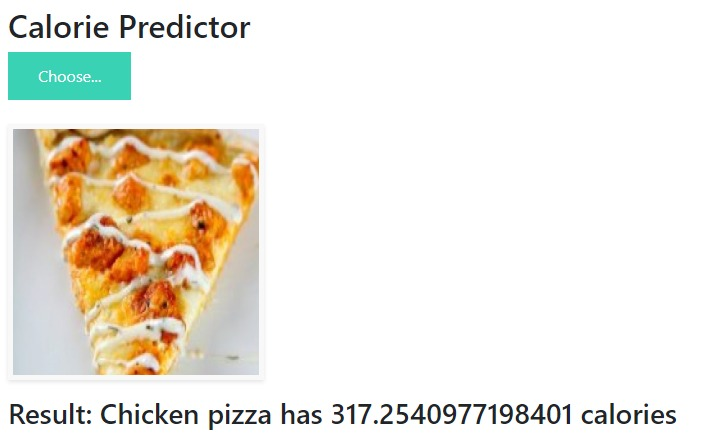 Calorie Predictor
Choose...
Result: Chicken pizza has 317.2540977198401 calories